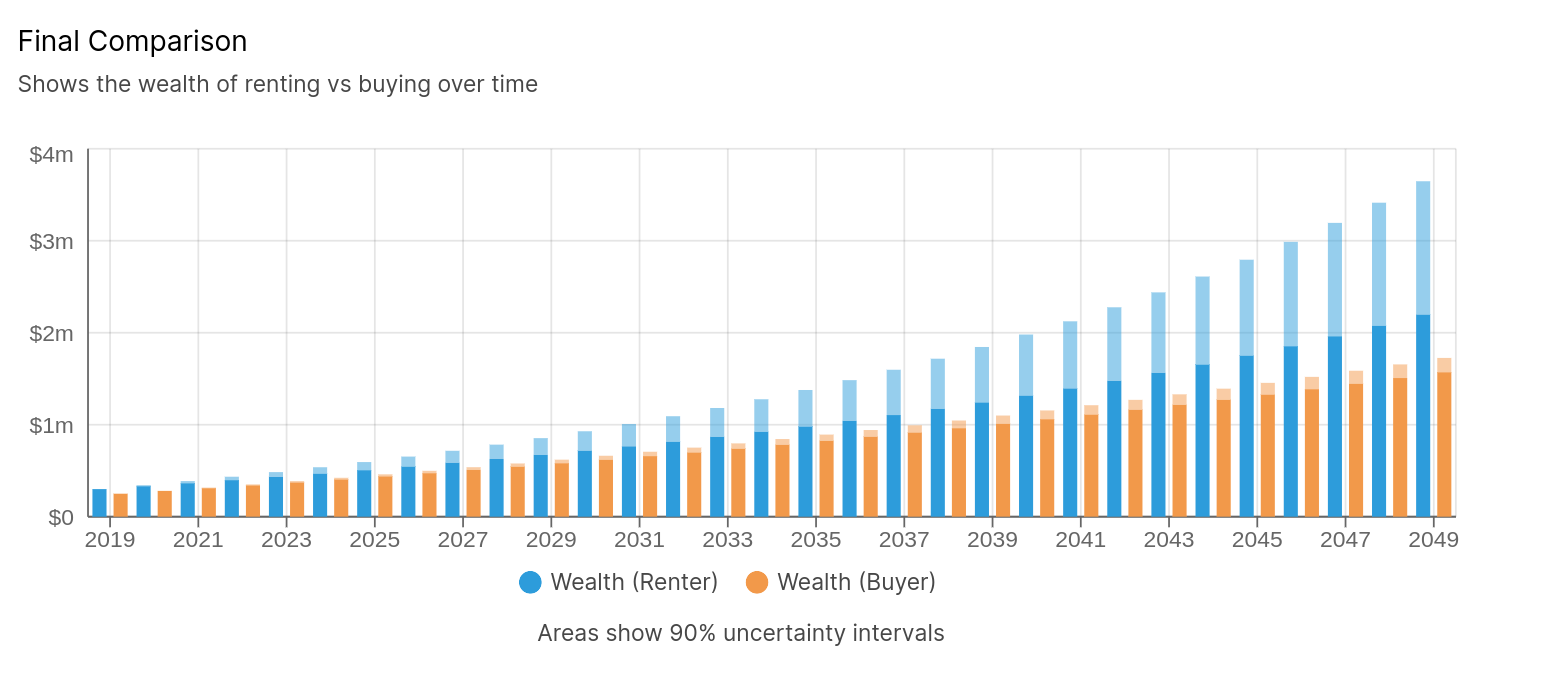 Final Comparison
Shows the wealth of renting vs buying over time
$4m
$3m
$2m
$1m
$0
2019 2021 2023 2025 2027 2029 2031 2033 2035 2037 2039 2041 2043 2045 2047 2049
Wealth (Renter) Wealth (Buyer)
Areas show 90% uncertainty intervals